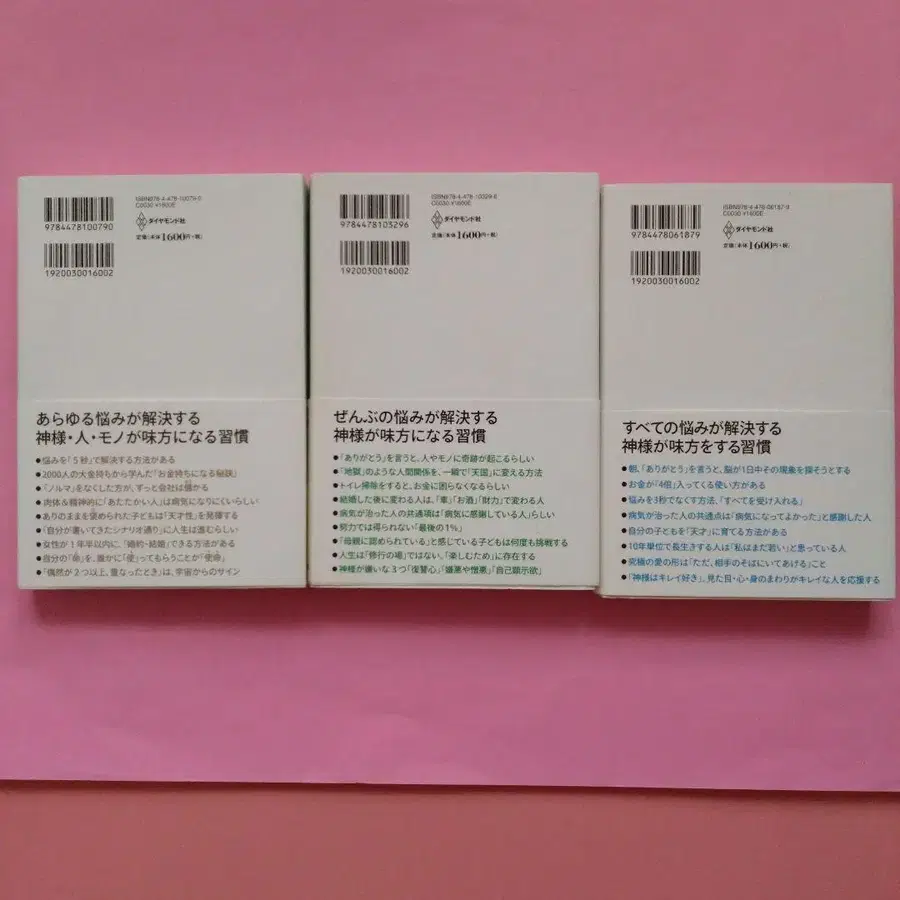 ISBN978-4-478-10079-0
C0030 ¥1600E
9784478100790
ダイヤモンド社
定価(本体1600円+税)
1920030016002
あらゆる悩みが解決する
神様・人・モノが味方になる習慣
●悩みを「5秒」で解決する方法がある
●2000人の大金持ちから学んだ「お金持ちになる秘訣」
●「ノルマ」をなくした方が、ずっと会社は儲かる
●肉体&精神的に「あたたかい人」は病気になりにくいらしい
●ありのままを褒められた子どもは「天才性」を発揮する
●「自分が書いてきたシナリオ通り」に人生は進むらしい
●女性が1年半以内に、「婚約・結婚」できる方法がある
●自分の「命」を、誰かに「使」ってもらうことが「使命」
●「偶然が2つ以上、重なったとき」は、宇宙からのサイン
ISBN978-4-478-10329-6
C0030 ¥1600E
9784478103296
ダイヤモンド社
定価(本体1600円+税)
1920030016002
ぜんぶの悩みが解決する
神様が味方になる習慣
●「ありがとう」を言うと、人やモノに奇跡が起こるらしい
●「地獄」のような人間関係を、一瞬で「天国」に変える方法
●トイレ掃除をすると、お金に困らなくなるらしい
●結婚した後に変わる人は、「車」「お酒」「財力」で変わる人
●病気が治った人の共通項は「病気に感謝している人」らしい
●努力では得られない「最後の1%」
●「母親に認められている」と感じている子どもは何度も挑戦する
●人生は「修行の場」ではない。「楽しむため」に存在する
●神様が嫌いな3つ「復讐心」「嫌悪や憎悪」「自己顕示欲」
ISBN978-4-478-06187-9
C0030 ¥1600E
9784478061879
ダイヤモンド社
定価(本体1600円+税)
1920030016002
すべての悩みが解決する
神様が味方をする習慣
●朝、「ありがとう」を言うと、脳が1日中その現象を探そうとする
●お金が「4倍」入ってくる使い方がある
●悩みを3秒でなくす方法、「すべてを受け入れる」
●病気が治った人の共通点は「病気になってよかった」と感謝した人
●自分の子どもを「天才」に育てる方法がある
●10年単位で長生きする人は「私はまだ若い」と思っている人
●究極の愛の形は「ただ、相手のそばにいてあげる」こと
●「神様はキレイ好き」。見た目・心・身のまわりがキレイな人を応援する